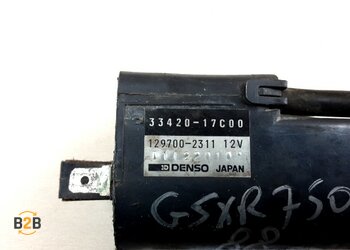 33420-17C00
129700-2311 12V
DENSO JAPAN
GSXR750
B2B